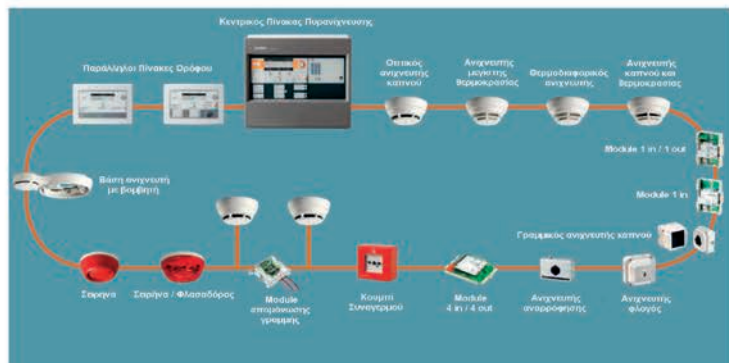 Κεντρικός Πίνακας Πυρανίχνευσης
Παράλληλοι Πίνακες Ορόφου
Οπτικός
ανιχνευτής
καπνού
Ανιχνευτής
μεγίστης
θερμοκρασίας
Θερμοδιαφορικός
ανιχνευτής
Ανιχνευτής
καπνού και
θερμοκρασίας
Module 1 in / 1 out
Module 1 in
Βάση ανιχνευτή
με βομβητή
Γραμμικός ανιχνευτής καπνού
Σειρήνα
Σειρήνα / Φλασαδόρος
Module
απομόνωσης
γραμμής
Κουμπί
Συναγερμού
Module
4 in / 4 out
Ανιχνευτής
αναρρόφησης
Ανιχνευτής
φλογός